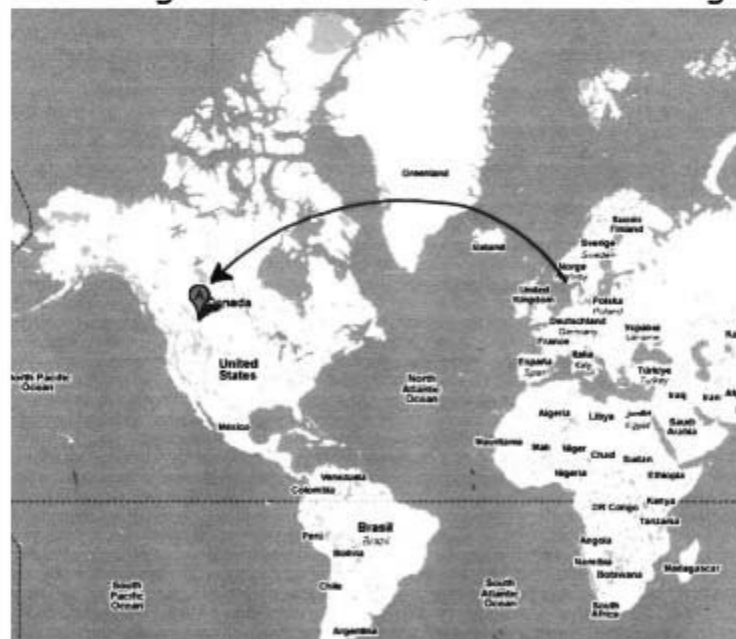 Greenland
Iceland
Suomi
Finland
Sverige
Sweden
Norge
Norway
United
Kingdom
Polska
Poland
Deutschland
Germany
France
Україна
Ukraine
España
Spain
Italia
Italy
Türkiye
Turkey
A
Canada
United
States
North Pacific
Ocean
North
Atlantic
Ocean
México
Algeria
Libya
Egypt
Iraq
Iran
Saudi
Arabia
Mauritania
Mali
Niger
Chad
Sudan
Nigeria
Ethiopia
Venezuela
Colombia
DR Congo
Kenya
Tanzania
Brasil
Brazil
Perú
Bolivia
Angola
Namibia
Botswana
Madagascar
Chile
South
Pacific
Ocean
South
Atlantic
Ocean
South
Africa
Argentina